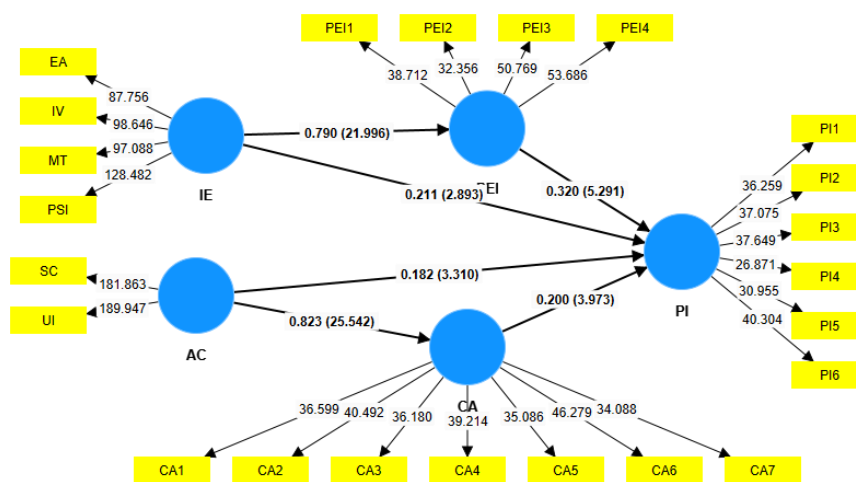 PEI1
PEI2
PEI3
PEI4
38.712
32.356
50.769
53.686
EA
IV
MT
PSI
87.756
98.646
97.088
128.482
IE
0.790 (21.996)
0.211 (2.893)
0.320 (5.291)
SC
UI
181.863
189.947
AC
0.182 (3.310)
0.823 (25.542)
0.200 (3.973)
PI
PI1
PI2
PI3
PI4
PI5
PI6
36.259
37.075
37.649
26.871
30.955
40.304
CA
36.599
40.492
36.180
39.214
35.086
46.279
34.088
CA1
CA2
CA3
CA4
CA5
CA6
CA7